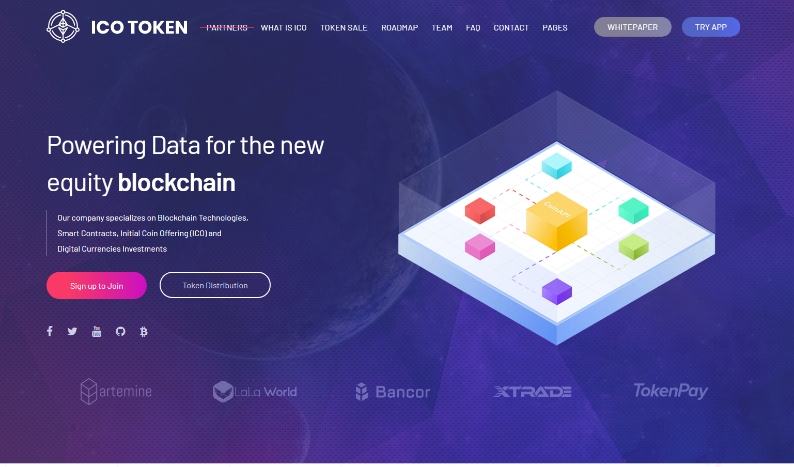 ICO TOKEN
PARTNERS
WHAT IS ICO
TOKEN SALE
ROADMAP
TEAM
FAQ
CONTACT
PAGES
WHITEPAPER
TRY APP
Powering Data for the new
equity blockchain
Our company specializes on Blockchain Technologies,
Smart Contracts, Initial Coin Offering (ICO) and
Digital Currencies Investments
Sign up to Join
Token Distribution
artemine
LaLa World
Bancor
XTRADE
TokenPay